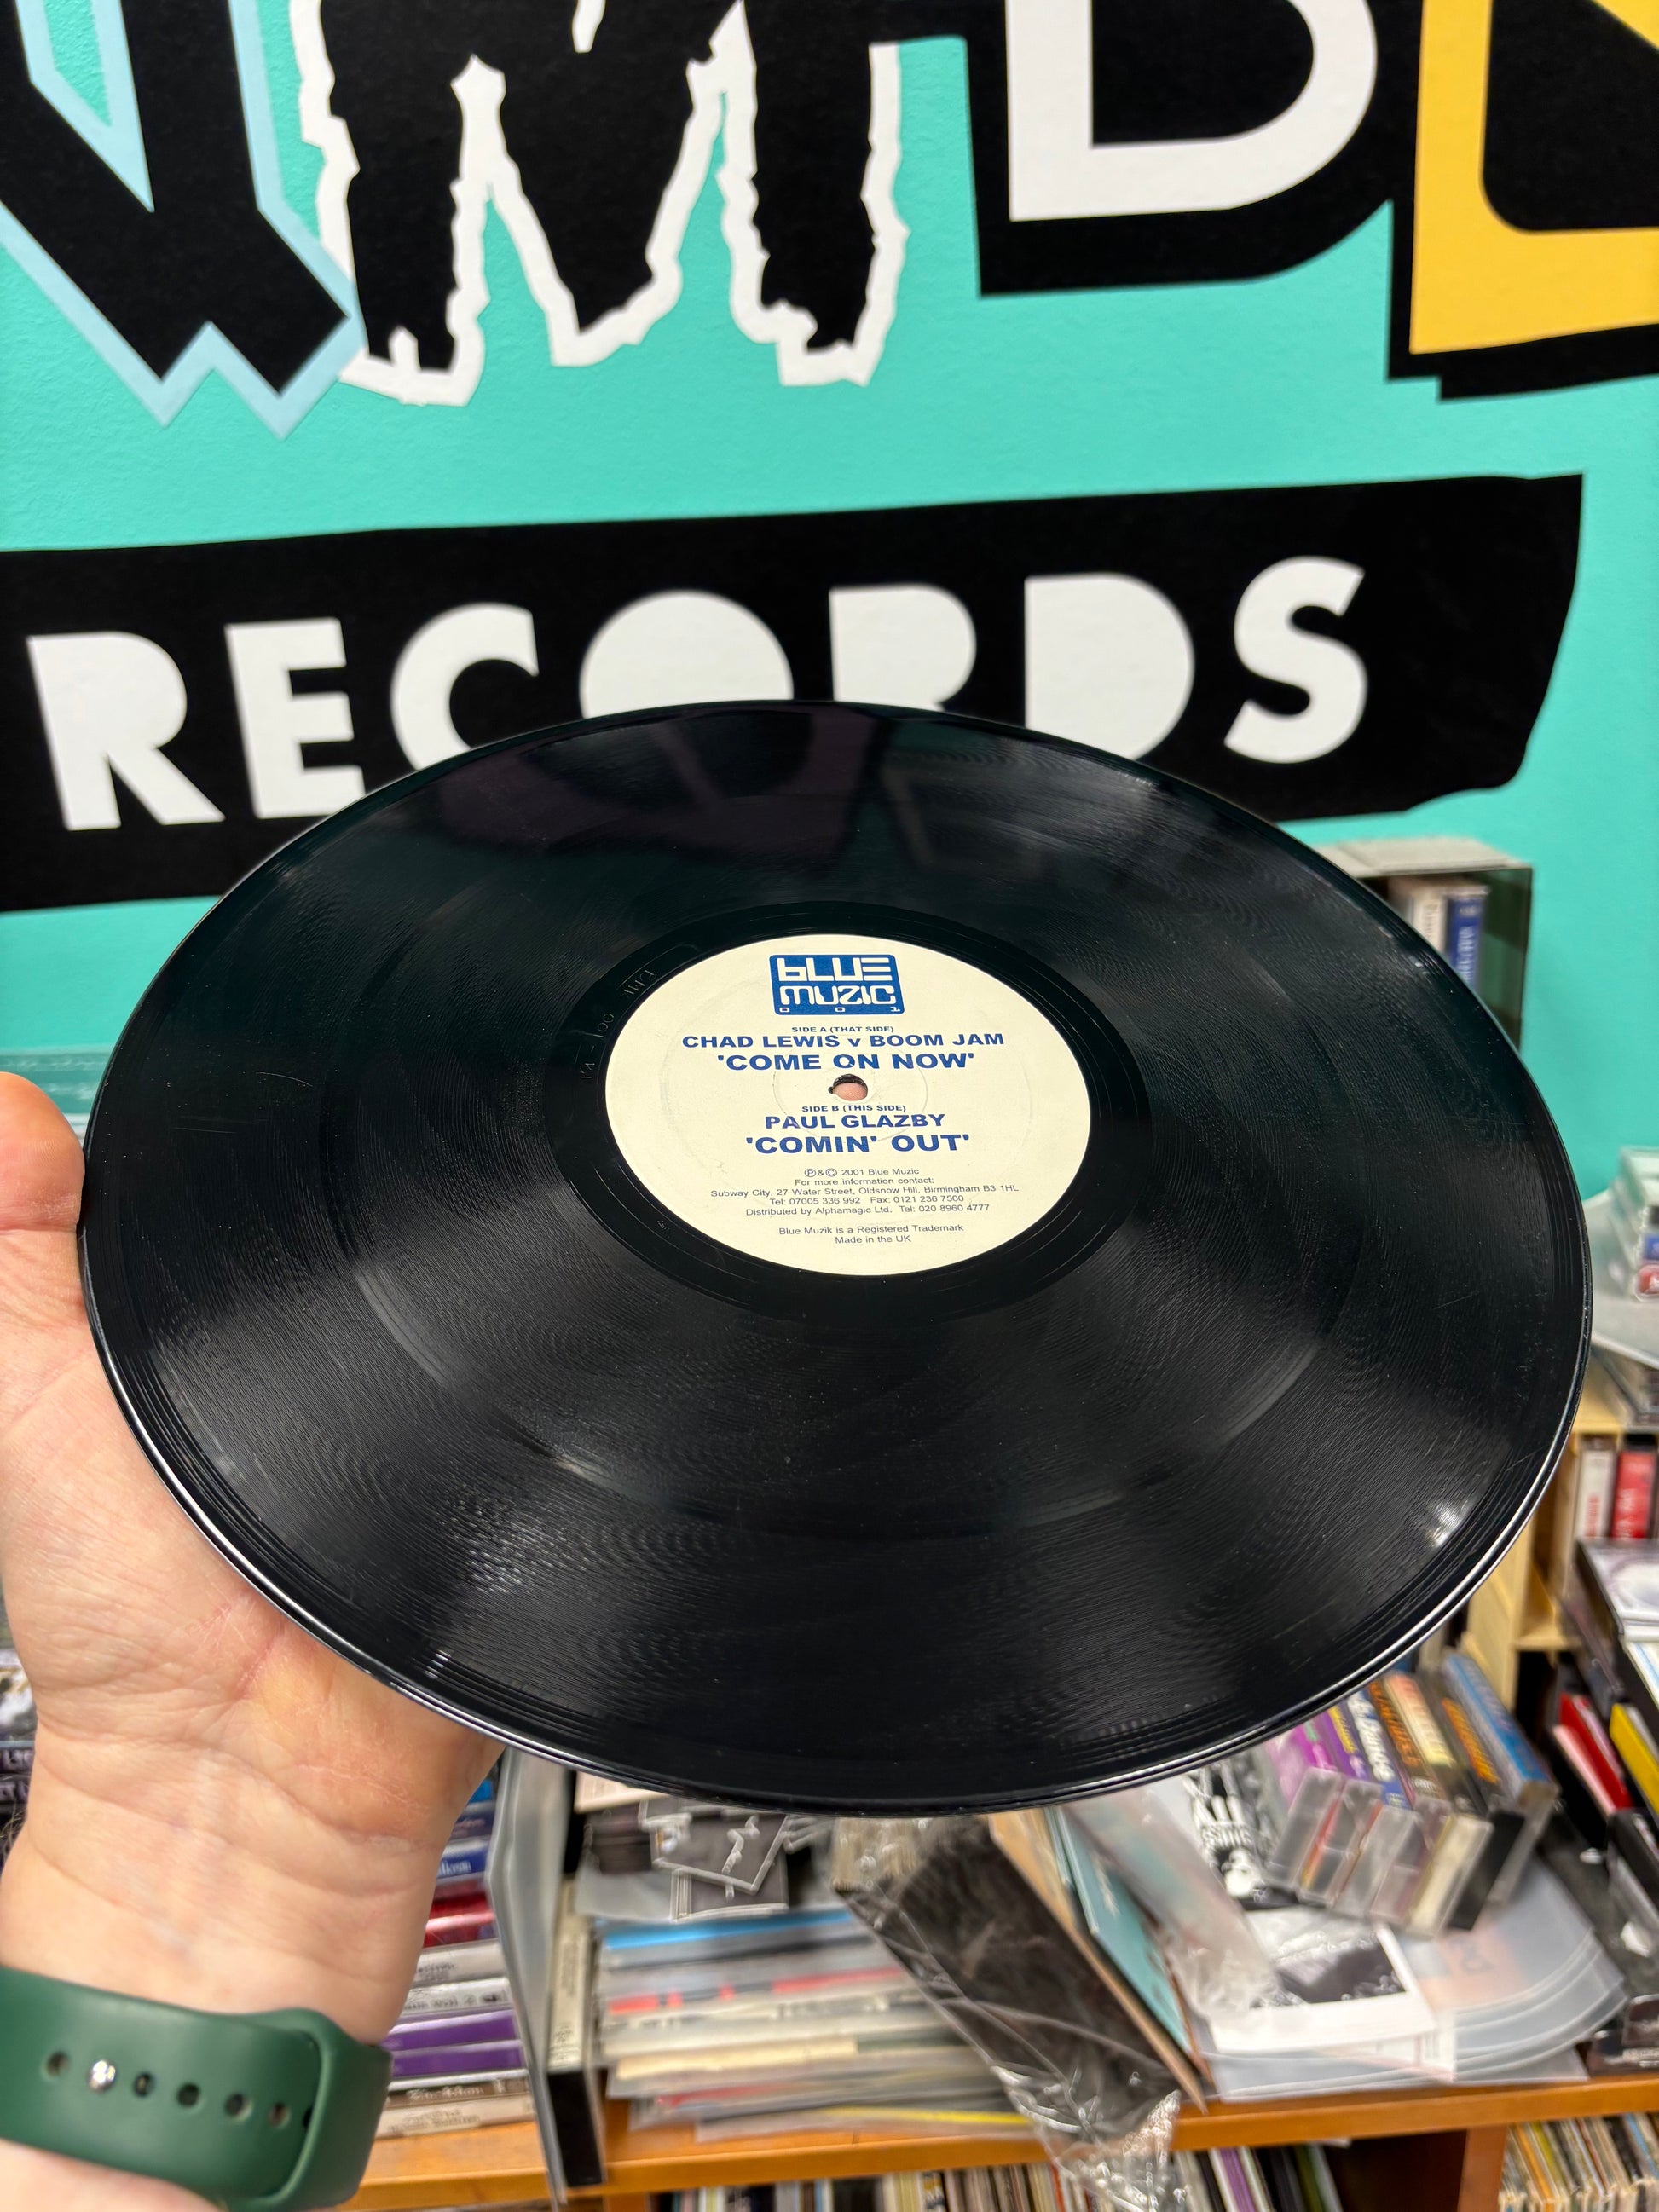 RECORDS
BLUE
MUZIC
001
SIDE A (THAT SIDE)
CHAD LEWIS v BOOM JAM
'COME ON NOW'
SIDE B (THIS SIDE)
PAUL GLAZBY
'COMIN' OUT'
℗ & © 2001 Blue Muzic
For more information contact:
Subway City, 27 Water Street, Oldsnow Hill, Birmingham B3 1HL
Tel: 07005 336 992 Fax: 0121 236 7500
Distributed by Alphamagic Ltd. Tel: 020 8960 4777
Blue Muzik is a Registered Trademark
Made in the UK